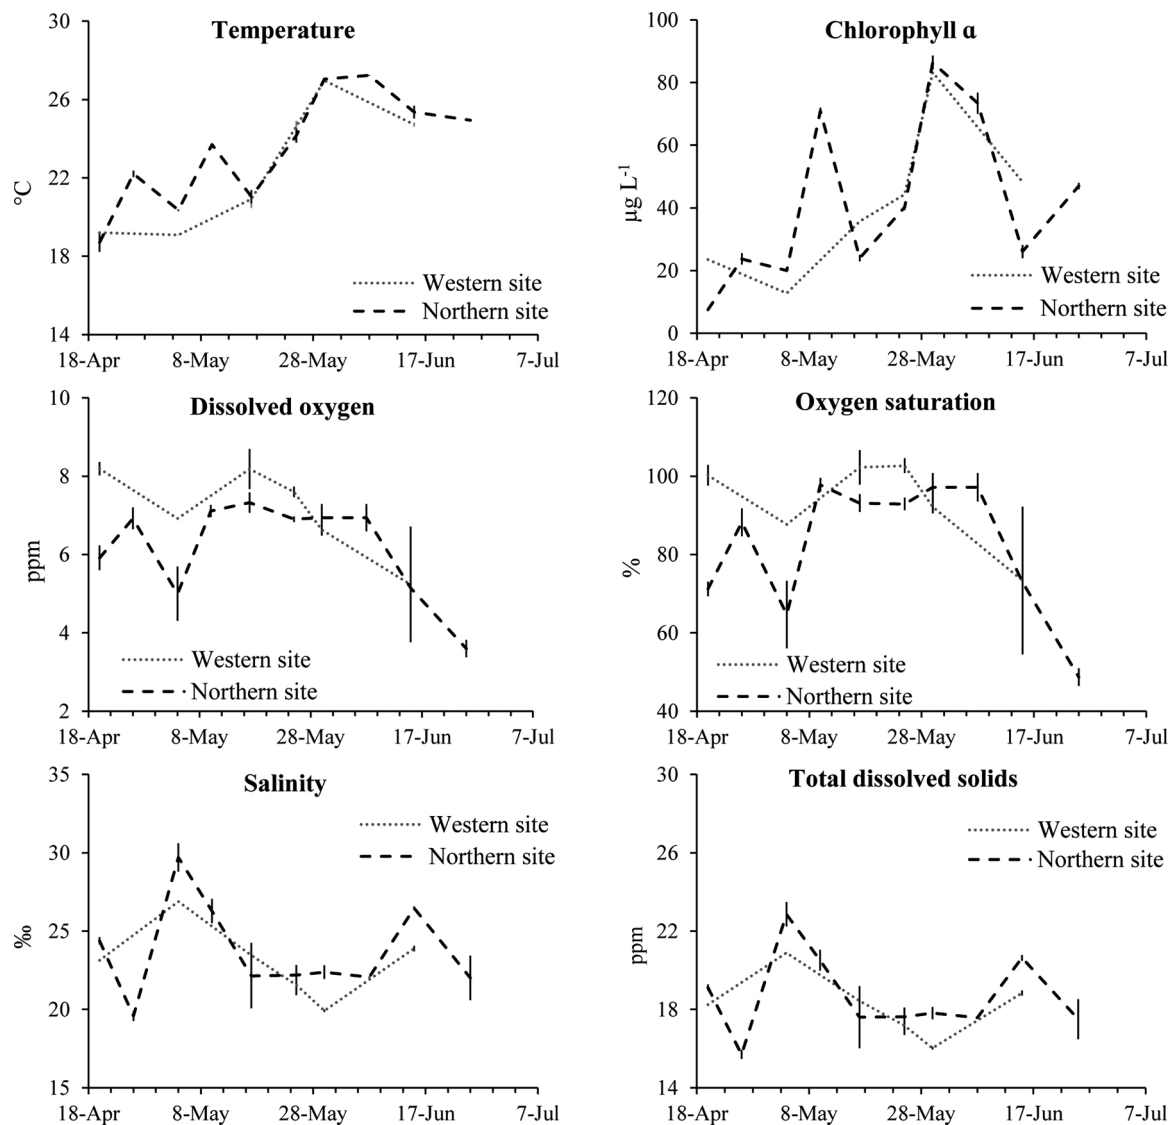 Temperature
30
26
22
18
14
°C
Western site
Northern site
18-Apr 8-May 28-May 17-Jun 7-Jul
Chlorophyll α
100
80
60
40
20
0
µg L-1
Western site
Northern site
18-Apr 8-May 28-May 17-Jun 7-Jul
Dissolved oxygen
10
8
6
4
2
ppm
Western site
Northern site
18-Apr 8-May 28-May 17-Jun 7-Jul
Oxygen saturation
120
100
80
60
40
%
Western site
Northern site
18-Apr 8-May 28-May 17-Jun 7-Jul
Salinity
35
30
25
20
15
‰
Western site
Northern site
18-Apr 8-May 28-May 17-Jun 7-Jul
Total dissolved solids
30
26
22
18
14
ppm
Western site
Northern site
18-Apr 8-May 28-May 17-Jun 7-Jul